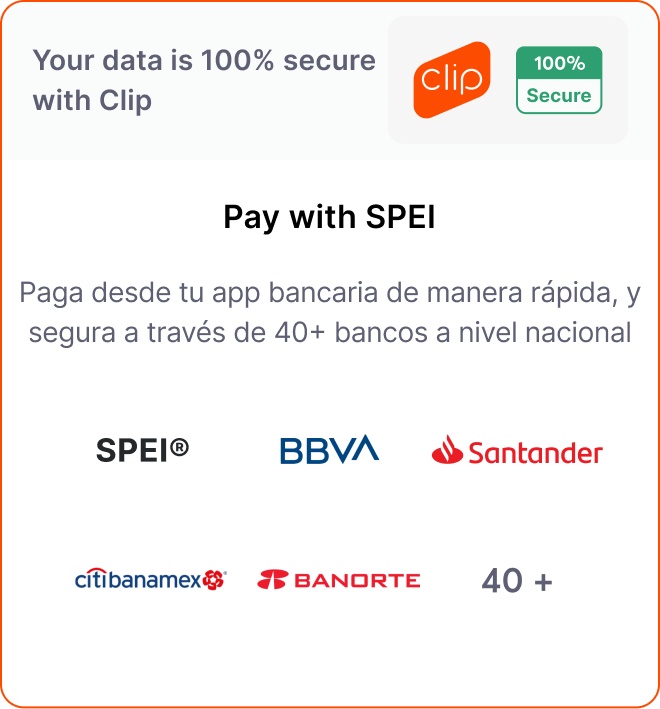 Your data is 100% secure
with Clip
clip
100%
Secure
Pay with SPEI
Paga desde tu app bancaria de manera rápida, y
segura a través de 40+ bancos a nivel nacional
SPEI® BBVA Santander
citibanamex® BANORTE 40 +